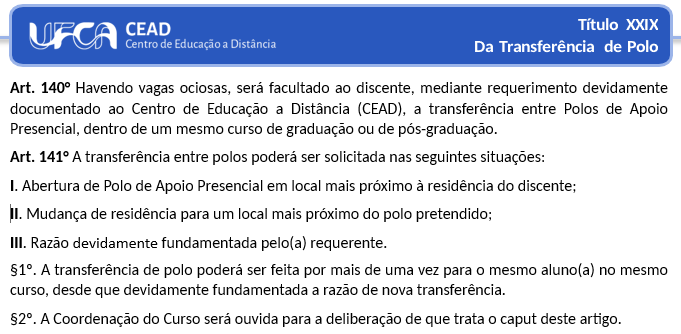 UFCA CEAD
Centro de Educação a Distância
Título XXIX
Da Transferência de Polo
Art. 140º Havendo vagas ociosas, será facultado ao discente, mediante requerimento devidamente
documentado ao Centro de Educação a Distância (CEAD), a transferência entre Polos de Apoio
Presencial, dentro de um mesmo curso de graduação ou de pós-graduação.
Art. 141º A transferência entre polos poderá ser solicitada nas seguintes situações:
I. Abertura de Polo de Apoio Presencial em local mais próximo à residência do discente;
II. Mudança de residência para um local mais próximo do polo pretendido;
III. Razão devidamente fundamentada pelo(a) requerente.
§1º. A transferência de polo poderá ser feita por mais de uma vez para o mesmo aluno(a) no mesmo
curso, desde que devidamente fundamentada a razão de nova transferência.
§2º. A Coordenação do Curso será ouvida para a deliberação de que trata o caput deste artigo.